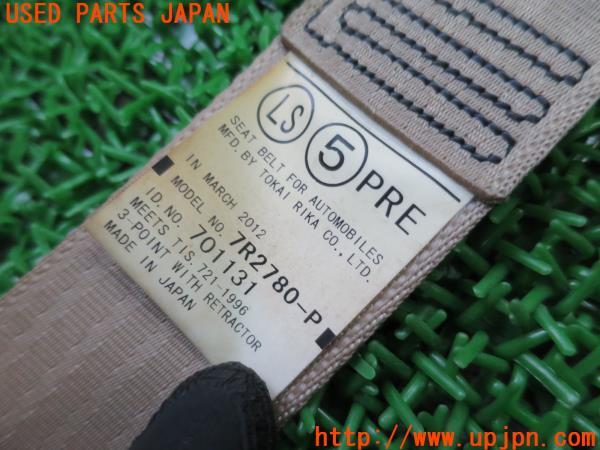 USED PARTS JAPAN
LS 5 PRE
SEAT BELT FOR AUTOMOBILES
MFD. BY TOKAI RIKA CO., LTD.
IN MARCH 2012
MODEL NO. 7R2780-P
ID. NO. 701131
MEETS T.I.S. 721-1996
3-POINT WITH RETRACTOR
MADE IN JAPAN
UPJ
http://www.upjpn.com